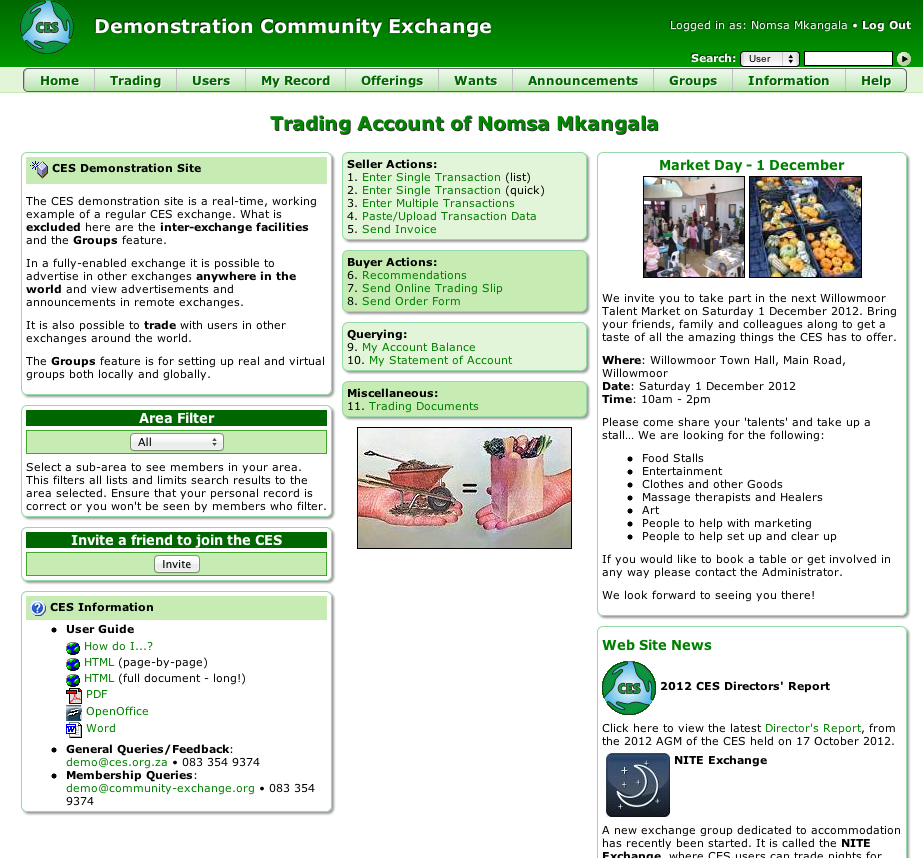 CES
Demonstration Community Exchange
Logged in as: Nomsa Mkangala • Log Out
Search: User
Home Trading Users My Record Offerings Wants Announcements Groups Information Help
Trading Account of Nomsa Mkangala
CES Demonstration Site
The CES demonstration site is a real-time, working
example of a regular CES exchange. What is
excluded here are the inter-exchange facilities
and the Groups feature.
In a fully-enabled exchange it is possible to
advertise in other exchanges anywhere in the
world and view advertisements and
announcements in remote exchanges.
It is also possible to trade with users in other
exchanges around the world.
The Groups feature is for setting up real and virtual
groups both locally and globally.
Area Filter
All
Select a sub-area to see members in your area.
This filters all lists and limits search results to the
area selected. Ensure that your personal record is
correct or you won't be seen by members who filter.
Invite a friend to join the CES
Invite
CES Information
• User Guide
How do I...?
HTML (page-by-page)
HTML (full document - long!)
PDF
OpenOffice
Word
• General Queries/Feedback:
demo@ces.org.za • 083 354 9374
• Membership Queries:
demo@community-exchange.org • 083 354
9374
Seller Actions:
1. Enter Single Transaction (list)
2. Enter Single Transaction (quick)
3. Enter Multiple Transactions
4. Paste/Upload Transaction Data
5. Send Invoice
Buyer Actions:
6. Recommendations
7. Send Online Trading Slip
8. Send Order Form
Querying:
9. My Account Balance
10. My Statement of Account
Miscellaneous:
11. Trading Documents
=
Market Day - 1 December
We invite you to take part in the next Willowmoor
Talent Market on Saturday 1 December 2012. Bring
your friends, family and colleagues along to get a
taste of all the amazing things the CES has to offer.
Where: Willowmoor Town Hall, Main Road,
Willowmoor
Date: Saturday 1 December 2012
Time: 10am - 2pm
Please come share your 'talents' and take up a
stall... We are looking for the following:
• Food Stalls
• Entertainment
• Clothes and other Goods
• Massage therapists and Healers
• Art
• People to help with marketing
• People to help set up and clear up
If you would like to book a table or get involved in
any way please contact the Administrator.
We look forward to seeing you there!
Web Site News
CES
2012 CES Directors' Report
Click here to view the latest Director's Report, from
the 2012 AGM of the CES held on 17 October 2012.
NITE Exchange
A new exchange group dedicated to accommodation
has recently been started. It is called the NITE
Exchange, where CES users can trade nights for